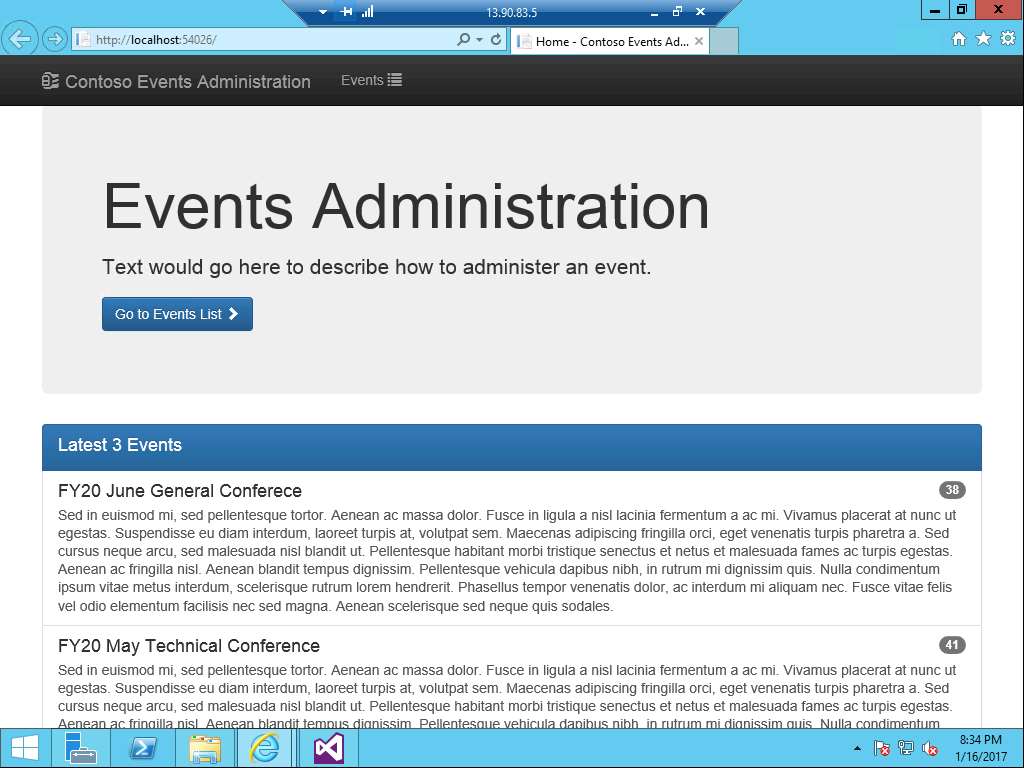 13.90.83.5
http://localhost:54026/
Home - Contoso Events Ad...
Contoso Events Administration
Events
Events Administration
Text would go here to describe how to administer an event.
Go to Events List
Latest 3 Events
FY20 June General Conferece
38
Sed in euismod mi, sed pellentesque tortor. Aenean ac massa dolor. Fusce in ligula a nisl lacinia fermentum a ac mi. Vivamus placerat at nunc ut
egestas. Suspendisse eu diam interdum, laoreet turpis at, volutpat sem. Maecenas adipiscing fringilla orci, eget venenatis turpis pharetra a. Sed
cursus neque arcu, sed malesuada nisl blandit ut. Pellentesque habitant morbi tristique senectus et netus et malesuada fames ac turpis egestas.
Aenean ac fringilla nisl. Aenean blandit tempus dignissim. Pellentesque vehicula dapibus nibh, in rutrum mi dignissim quis. Nulla condimentum
ipsum vitae metus interdum, scelerisque rutrum lorem hendrerit. Phasellus tempor venenatis dolor, ac interdum mi aliquam nec. Fusce vitae felis
vel odio elementum facilisis nec sed magna. Aenean scelerisque sed neque quis sodales.
FY20 May Technical Conference
41
Sed in euismod mi, sed pellentesque tortor. Aenean ac massa dolor. Fusce in ligula a nisl lacinia fermentum a ac mi. Vivamus placerat at nunc ut
egestas. Suspendisse eu diam interdum, laoreet turpis at, volutpat sem. Maecenas adipiscing fringilla orci, eget venenatis turpis pharetra a. Sed
cursus neque arcu, sed malesuada nisl blandit ut. Pellentesque habitant morbi tristique senectus et netus et malesuada fames ac turpis egestas.
Aenean ac fringilla nisl. Aenean blandit tempus dignissim. Pellentesque vehicula dapibus nibh, in rutrum mi dignissim quis. Nulla condimentum
8:34 PM
1/16/2017